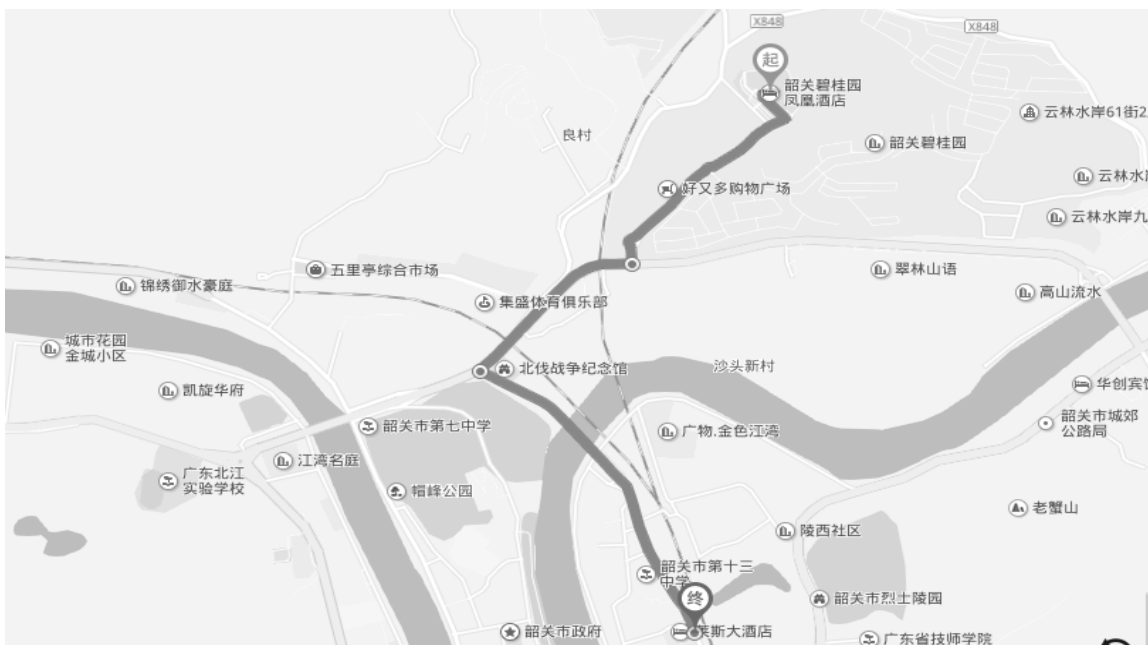 X848
X848
起
韶关碧桂园
凤凰酒店
云林水岸61街2
良村
韶关碧桂园
云林水
好又多购物广场
云林水岸九
五里亭综合市场
翠林山语
锦绣御水豪庭
高山流水
集盛体育俱乐部
城市花园
金城小区
北伐战争纪念馆
沙头新村
凯旋华府
华创宾
韶关市第七中学
韶关市城郊
公路局
广物.金色江湾
江湾名庭
广东北江
实验学校
帽峰公园
老蟹山
陵西社区
韶关市第十三
中学
终
韶关市烈士陵园
韶关市政府
莱斯大酒店
广东省技师学院